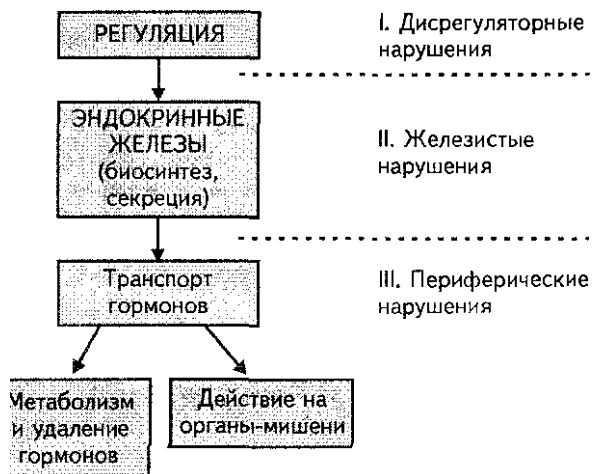 РЕГУЛЯЦИЯ
I. Дисрегуляторные
нарушения
ЭНДОКРИННЫЕ
ЖЕЛЕЗЫ
(биосинтез,
секреция)
II. Железистые
нарушения
Транспорт
гормонов
III. Периферические
нарушения
Метаболизм
и удаление
гормонов
Действие на
органы-мишени